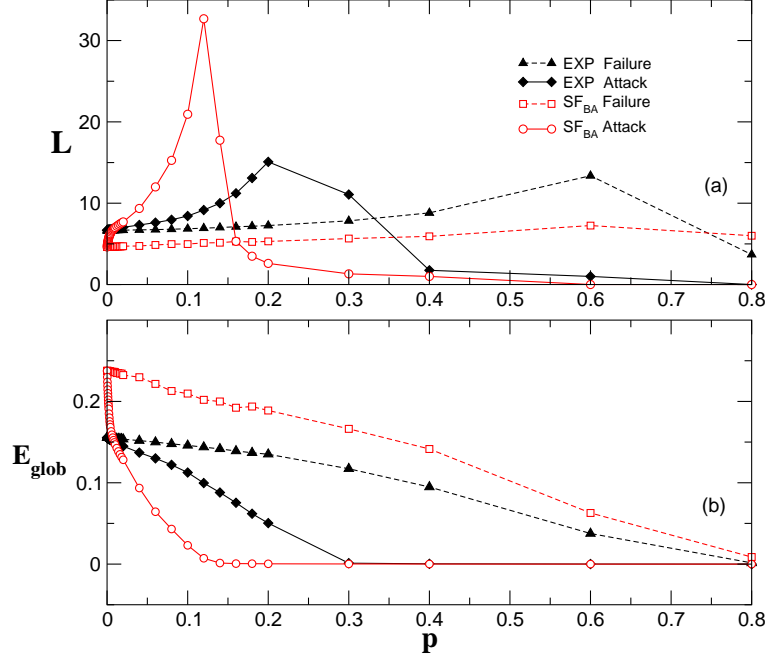 30
20
10
0
L
EXP Failure
EXP Attack
SF_BA Failure
SF_BA Attack
(a)
0 0.1 0.2 0.3 0.4 0.5 0.6 0.7 0.8
0.2
0.1
0
E_glob
(b)
0 0.1 0.2 0.3 0.4 0.5 0.6 0.7 0.8
p